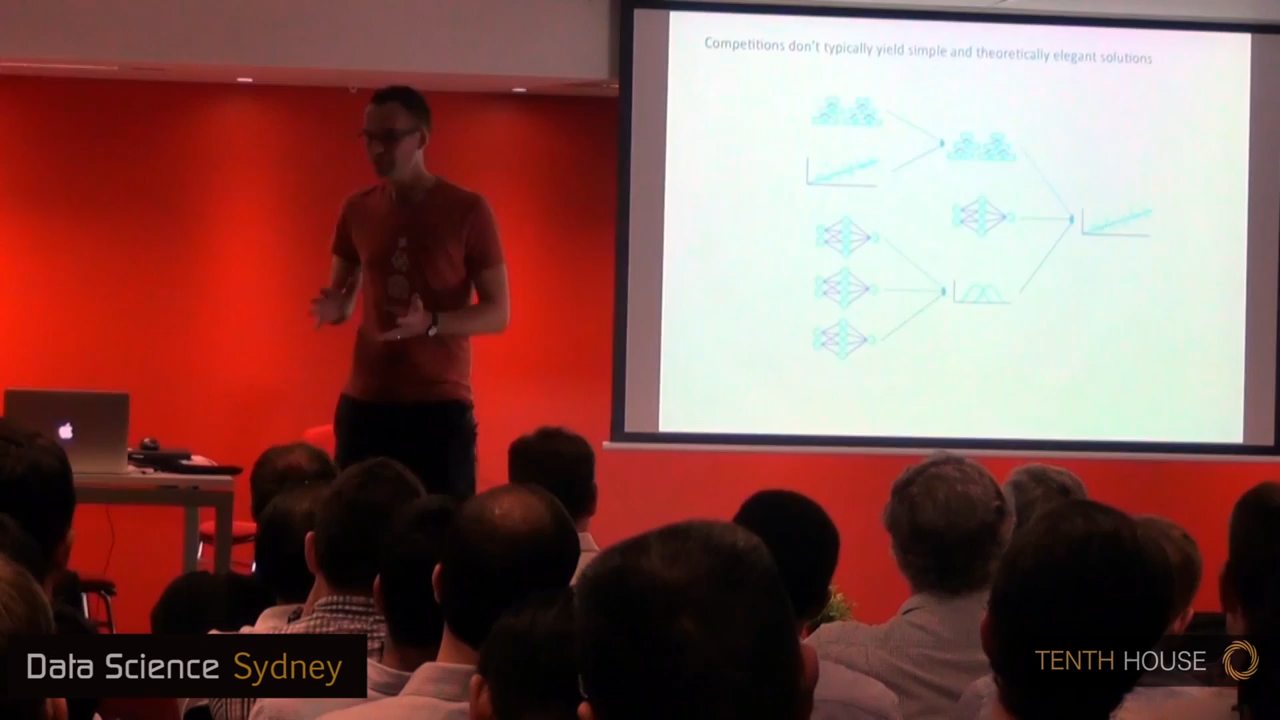 Competitions don't typically yield simple and theoretically elegant solutions
Data Science Sydney
TENTH HOUSE